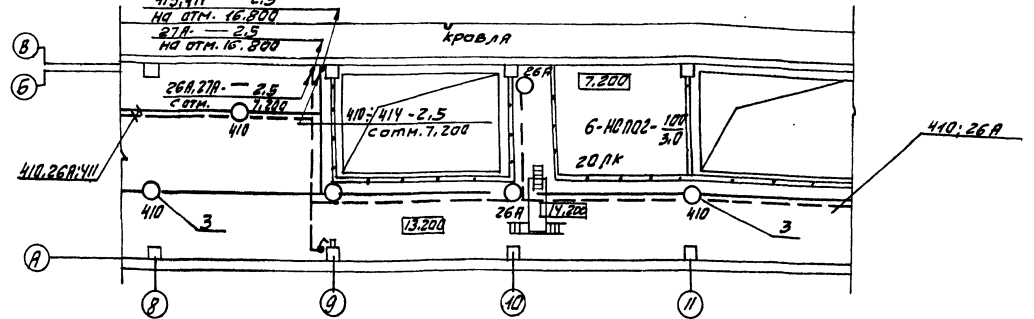 на отм. 16.800
27А- — 2,5
на отм. 16.800
кровля
В
Б
26А
7.200
26А,27А- — 2,5
с отм. 7.200
410÷414-2,5
с отм. 7,200
6-НСП02-100/3,0
20 ЛК
410
410; 26А
410,26А;411
410
3
26А
14.200
410
3
13.200
А
8
9
10
11